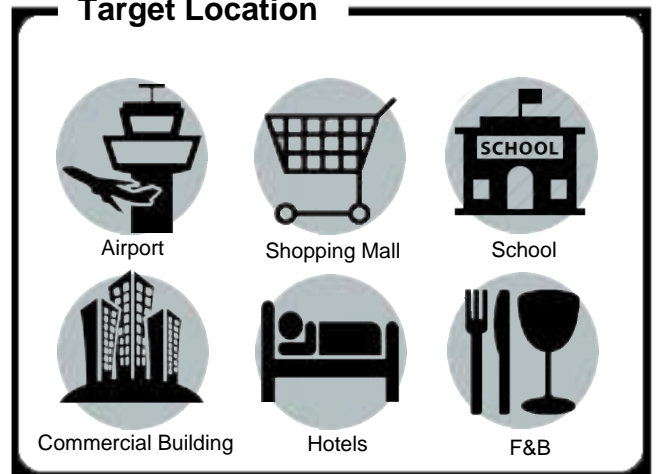 Target Location
SCHOOL
Airport
Shopping Mall
School
Commercial Building
Hotels
F&B